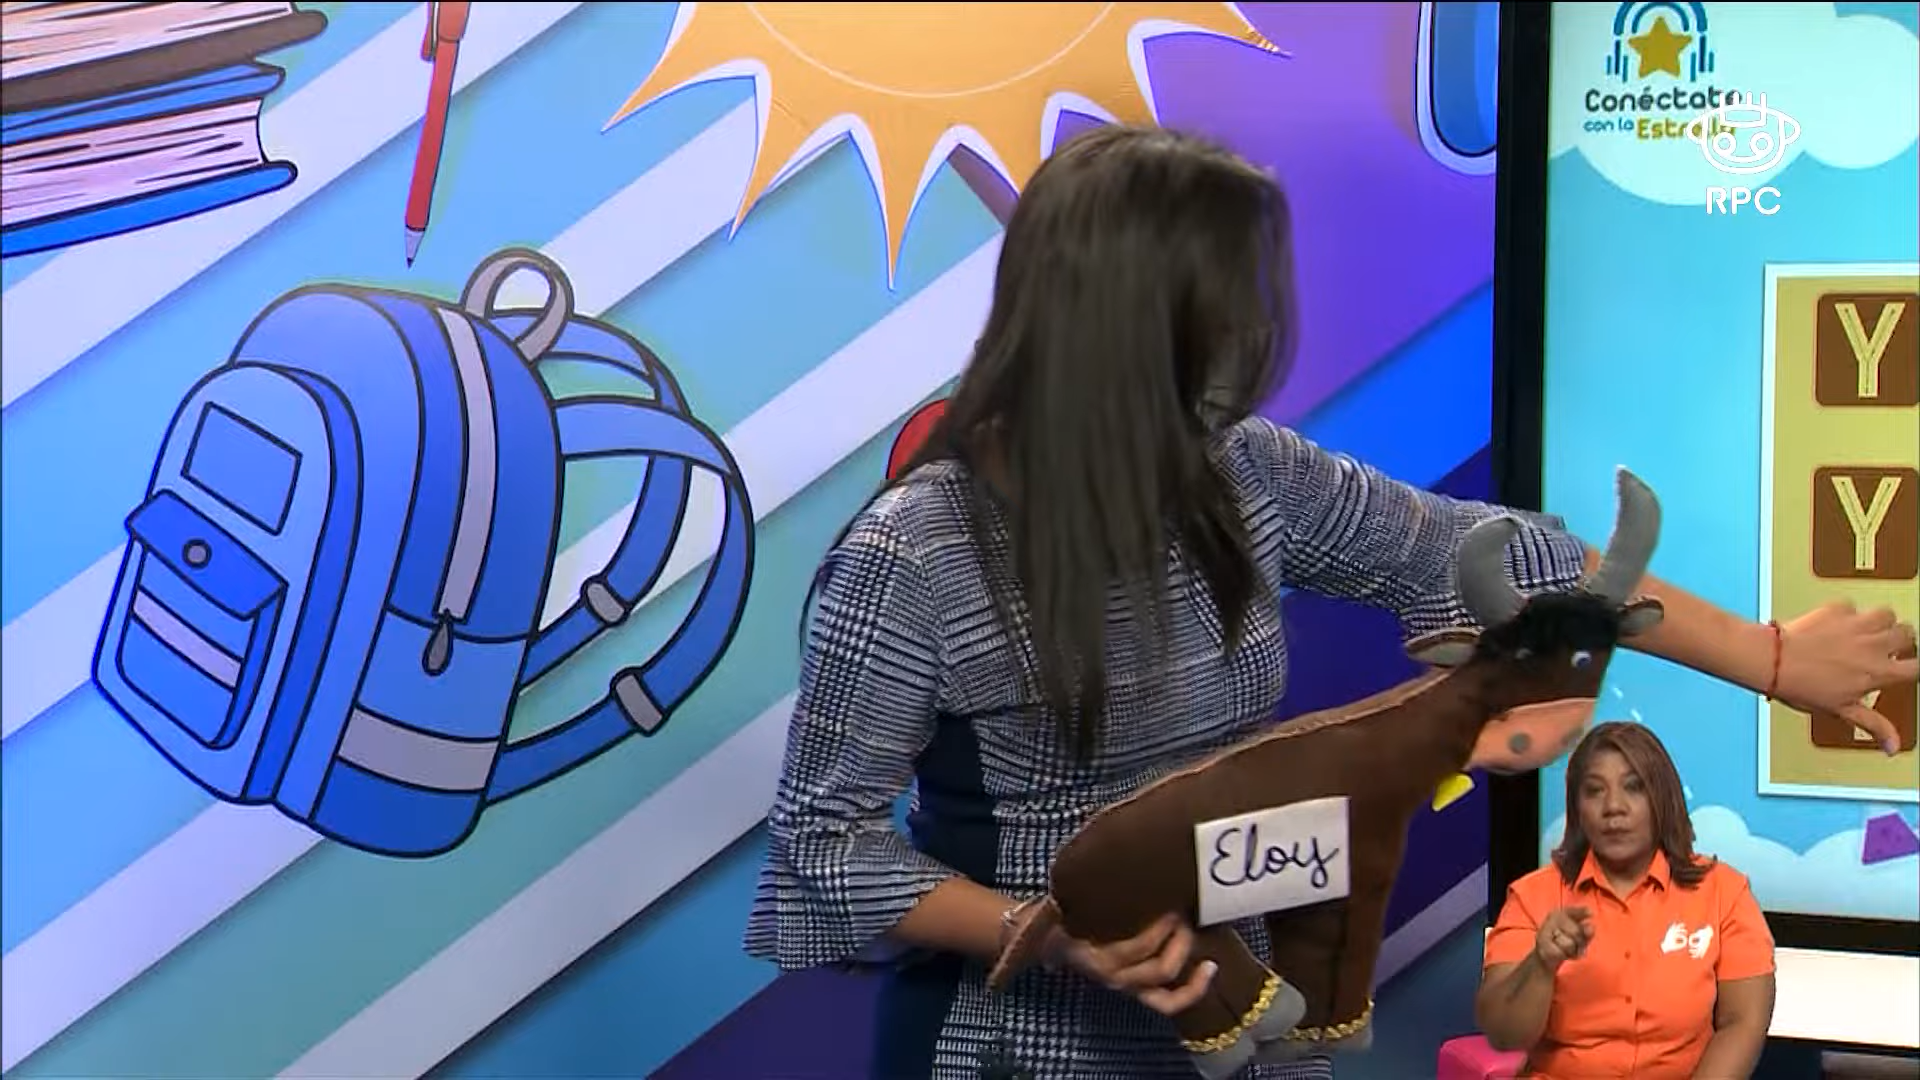 Conéctate
con la Estrella
RPC
Y
Y
Y
Eloy